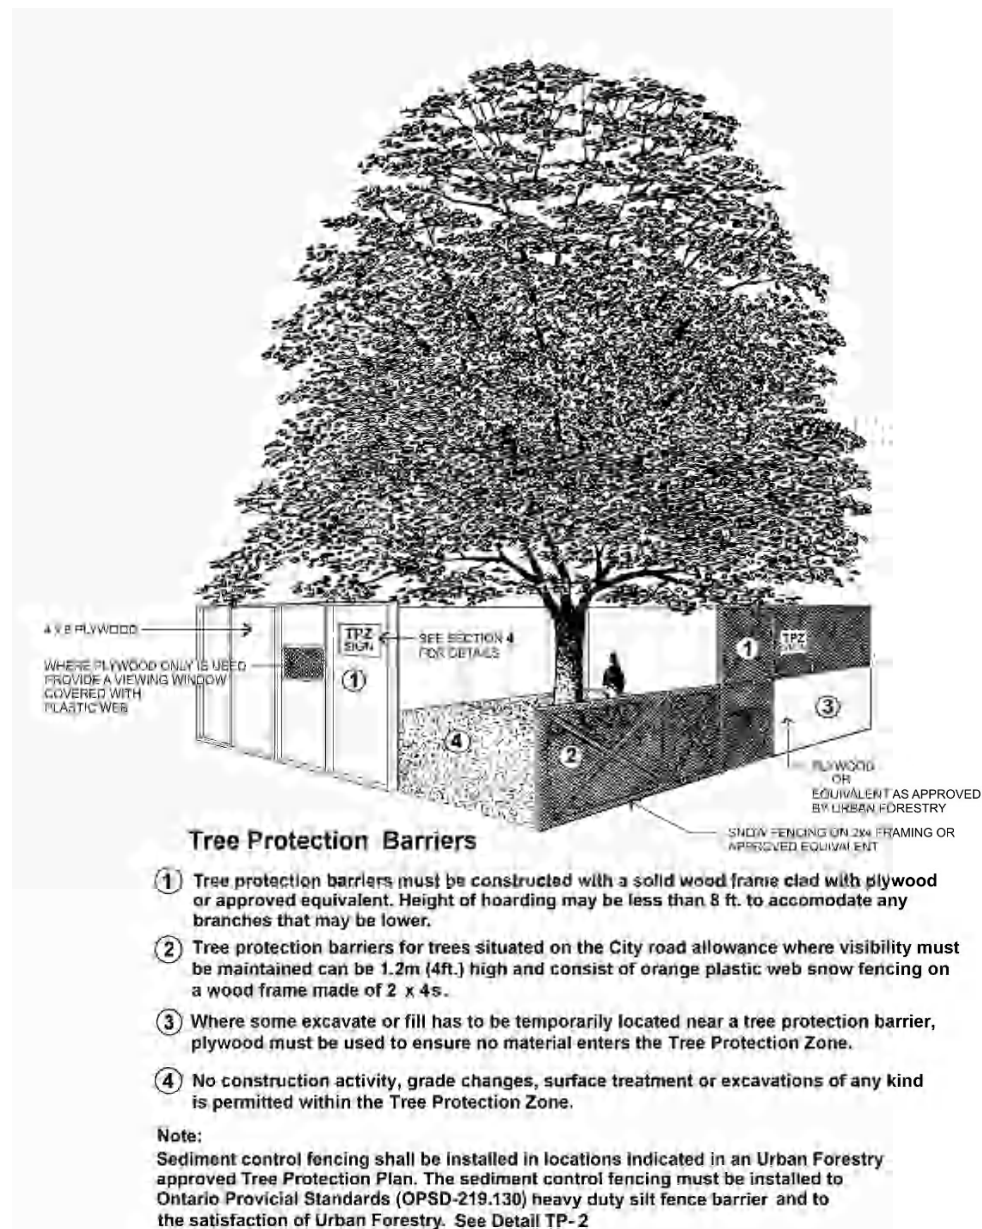 4 x 8 PLYWOOD
WHERE PLYWOOD ONLY IS USED
PROVIDE A VIEWING WINDOW
COVERED WITH
PLASTIC WEB
TPZ
SIGN
SEE SECTION 4
FOR DETAILS
1
4
2
1
TPZ
SIGN
3
PLYWOOD
OR
EQUIVALENT AS APPROVED
BY URBAN FORESTRY
SNOW FENCING ON 2x4 FRAMING OR
APPROVED EQUIVALENT
Tree Protection Barriers
1 Tree protection barriers must be constructed with a solid wood frame clad with plywood
or approved equivalent. Height of hoarding may be less than 8 ft. to accomodate any
branches that may be lower.
2 Tree protection barriers for trees situated on the City road allowance where visibility must
be maintained can be 1.2m (4ft.) high and consist of orange plastic web snow fencing on
a wood frame made of 2 x 4s.
3 Where some excavate or fill has to be temporarily located near a tree protection barrier,
plywood must be used to ensure no material enters the Tree Protection Zone.
4 No construction activity, grade changes, surface treatment or excavations of any kind
is permitted within the Tree Protection Zone.
Note:
Sediment control fencing shall be installed in locations indicated in an Urban Forestry
approved Tree Protection Plan. The sediment control fencing must be installed to
Ontario Provicial Standards (OPSD-219.130) heavy duty silt fence barrier and to
the satisfaction of Urban Forestry. See Detail TP-2